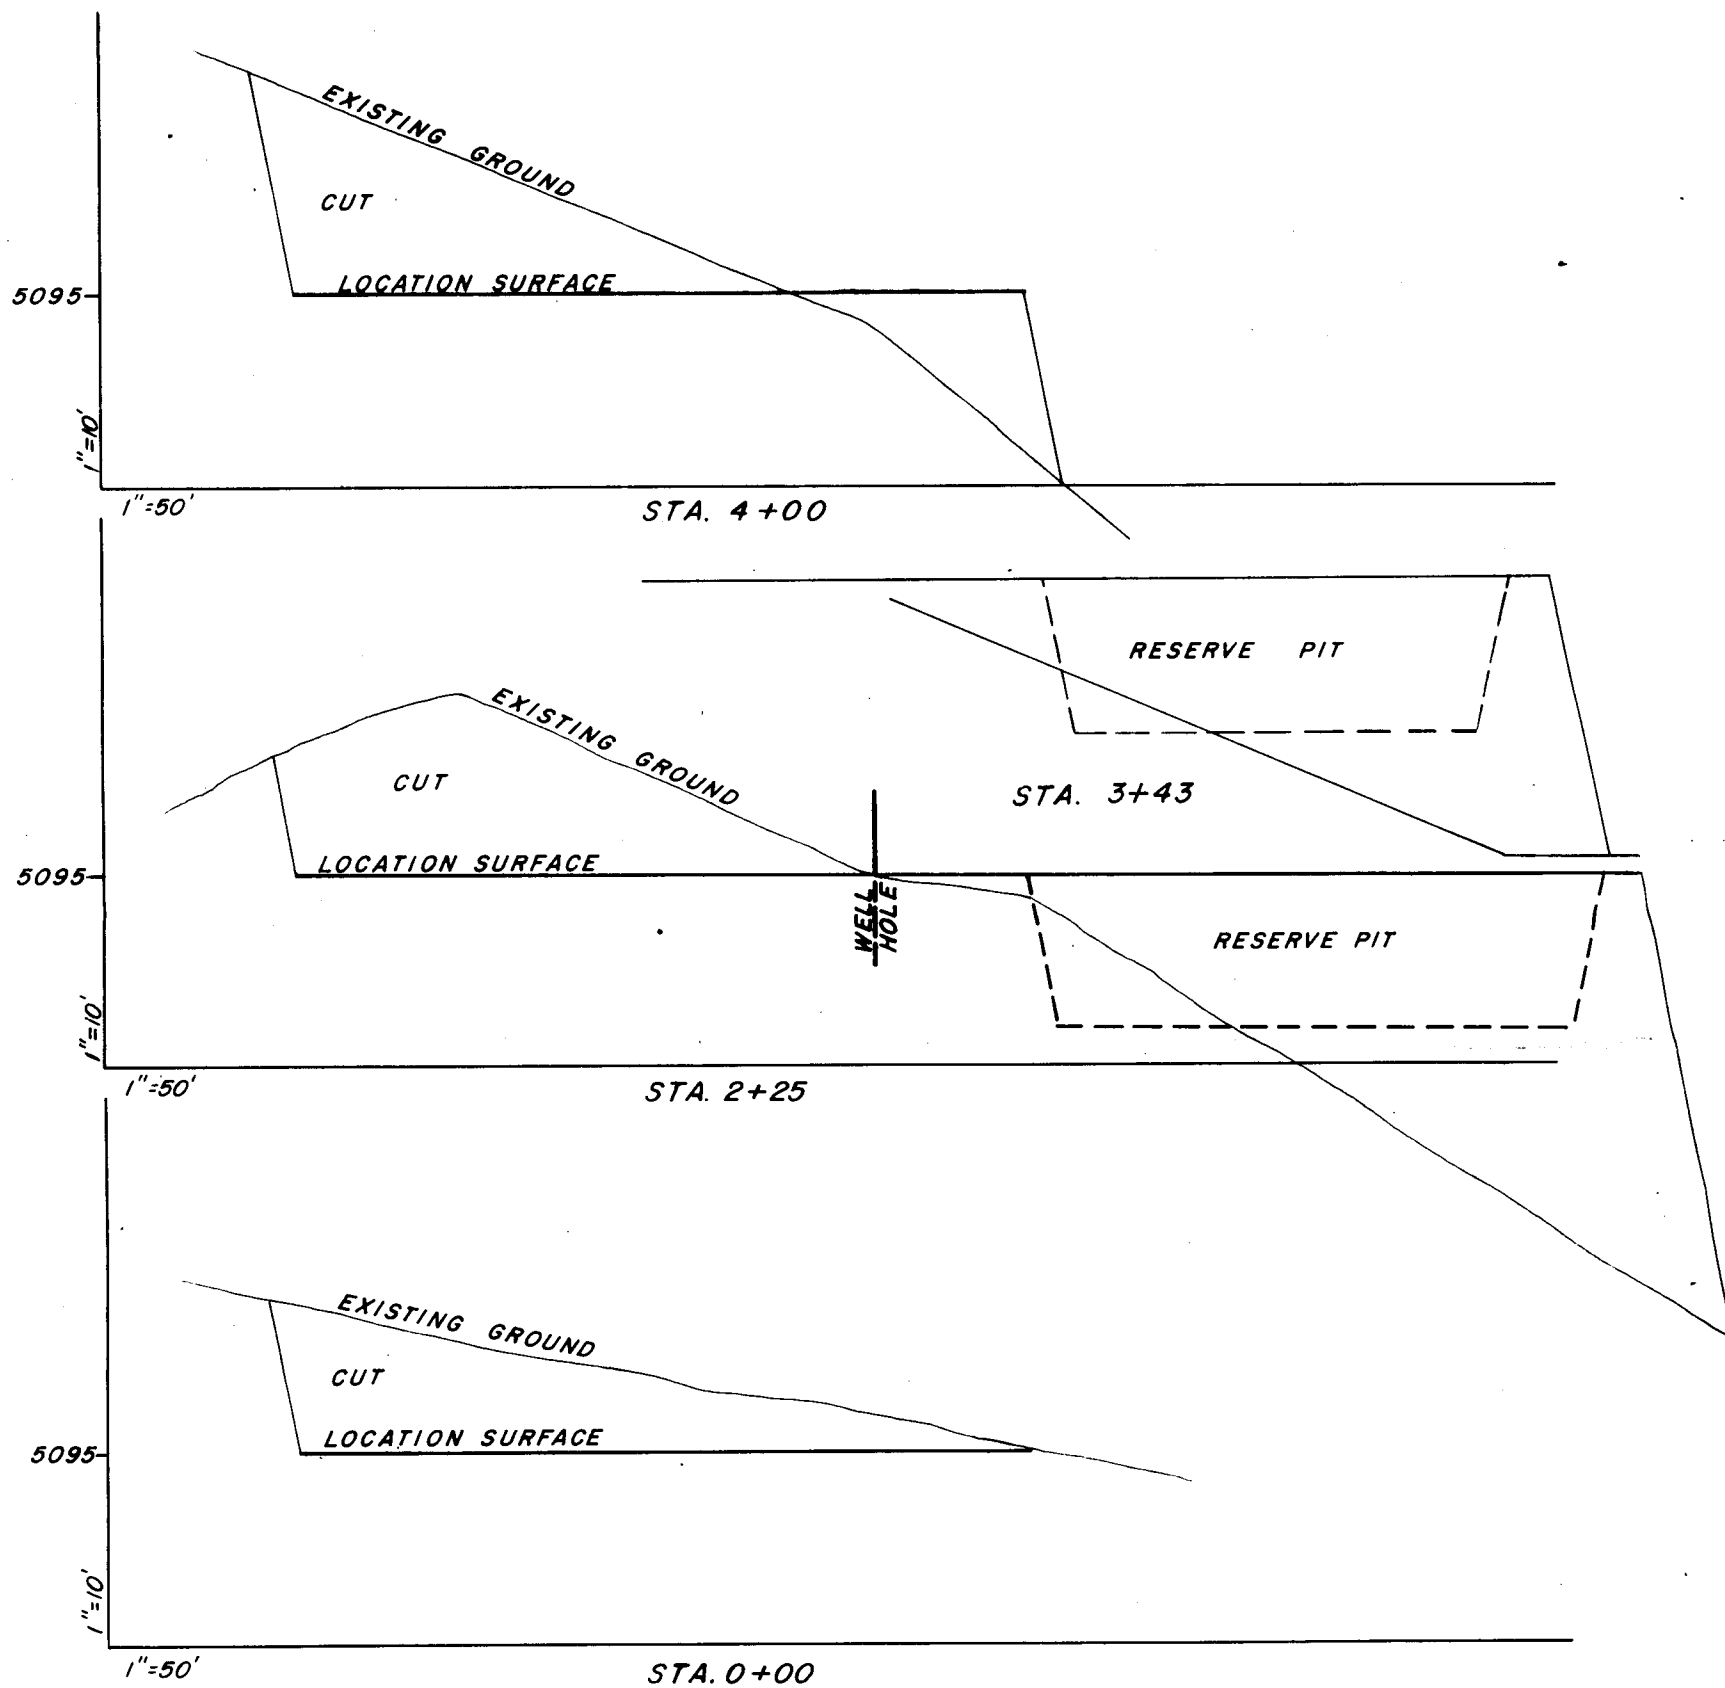 EXISTING GROUND
CUT
LOCATION SURFACE
5095
1"=10'
1"=50'
STA. 4+00
RESERVE PIT
STA. 3+43
EXISTING GROUND
CUT
LOCATION SURFACE
5095
WELL
HOLE
RESERVE PIT
1"=10'
1"=50'
STA. 2+25
EXISTING GROUND
CUT
LOCATION SURFACE
5095
1"=10'
1"=50'
STA. 0+00